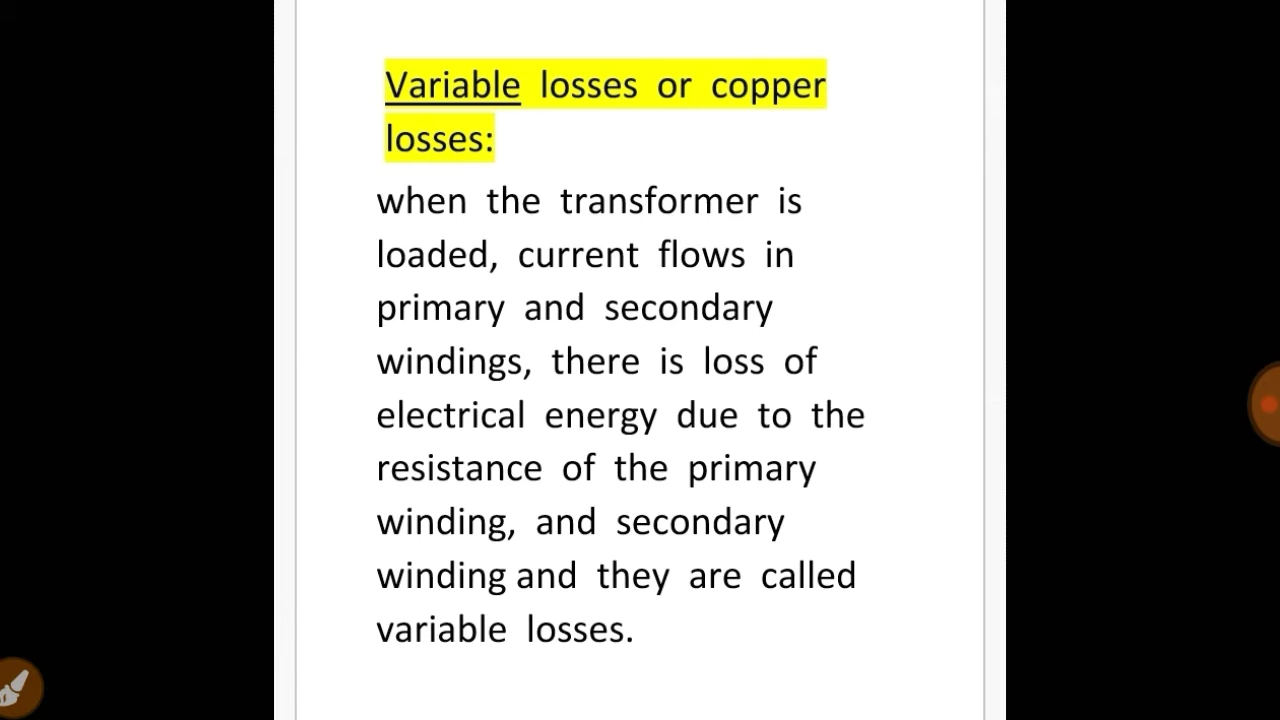 Variable losses or copper
losses:
when the transformer is
loaded, current flows in
primary and secondary
windings, there is loss of
electrical energy due to the
resistance of the primary
winding, and secondary
winding and they are called
variable losses.